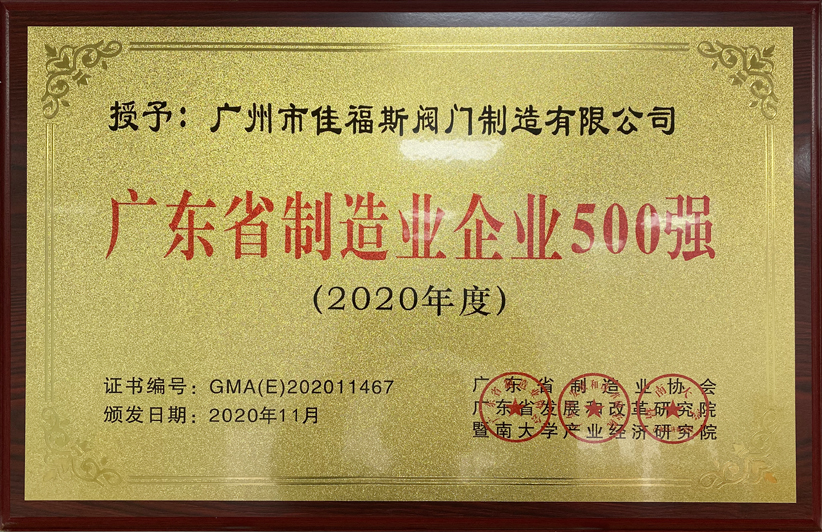 授予：广州市佳福斯阀门制造有限公司
广东省制造业企业500强
(2020年度)
证书编号：GMA(E)202011467
颁发日期：2020年11月
广东省制造业协会
广东省发展和改革研究院
暨南大学产业经济研究院